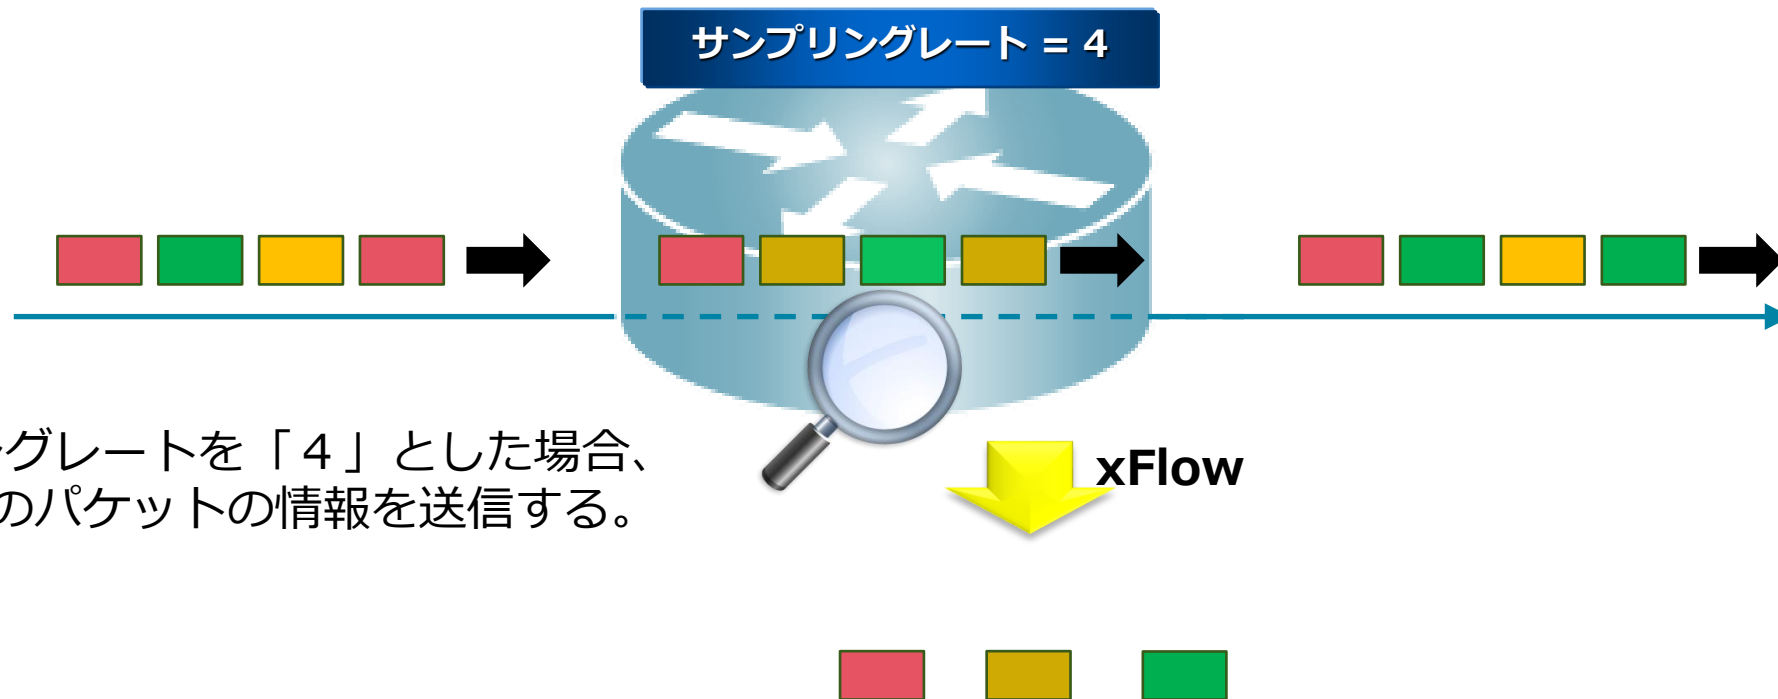 サンプリングレート = 4
グレートを「４」とした場合、
のパケットの情報を送信する。
xFlow